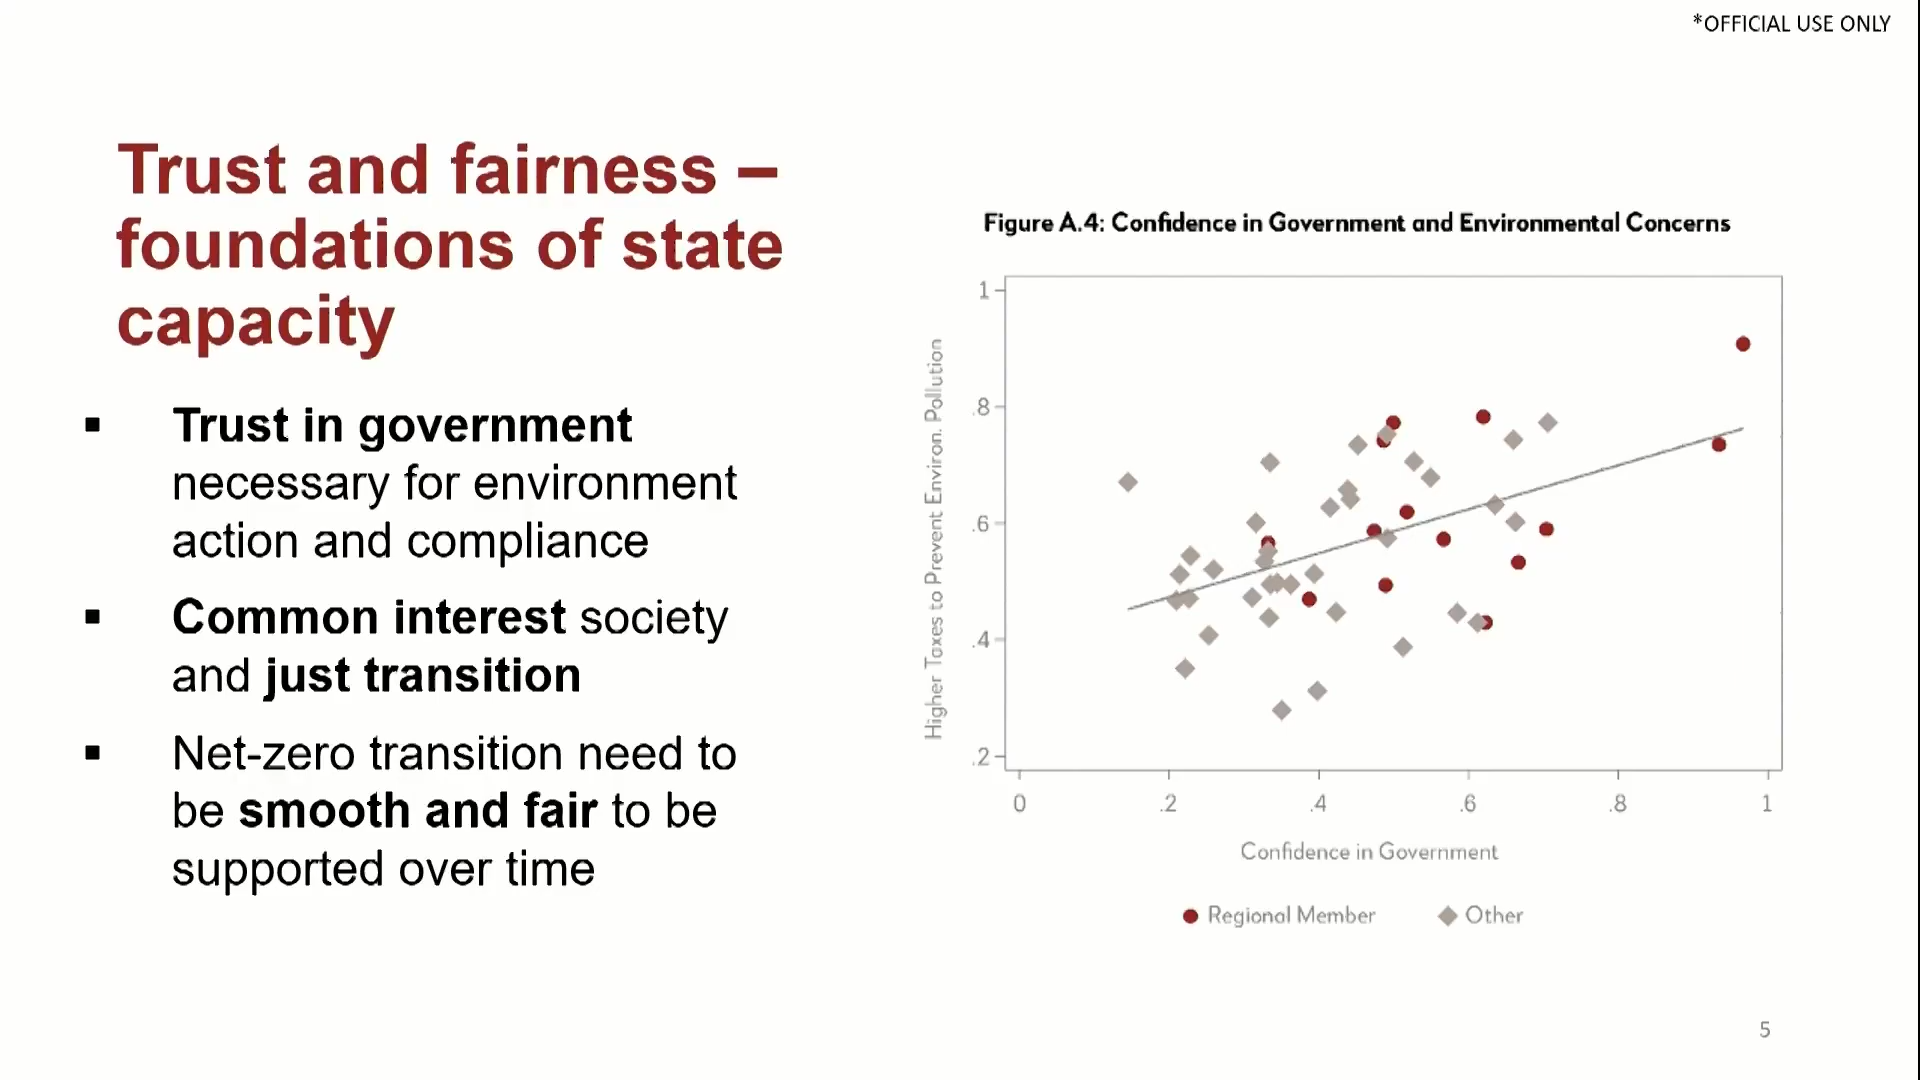 *OFFICIAL USE ONLY
Trust and fairness –
foundations of state
capacity
▪ Trust in government
necessary for environment
action and compliance
▪ Common interest society
and just transition
▪ Net-zero transition need to
be smooth and fair to be
supported over time
Figure A.4: Confidence in Government and Environmental Concerns
Higher Taxes to Prevent Environ. Pollution
1
.8
.6
.4
.2
0 .2 .4 .6 .8 1
Confidence in Government
Regional Member Other
5